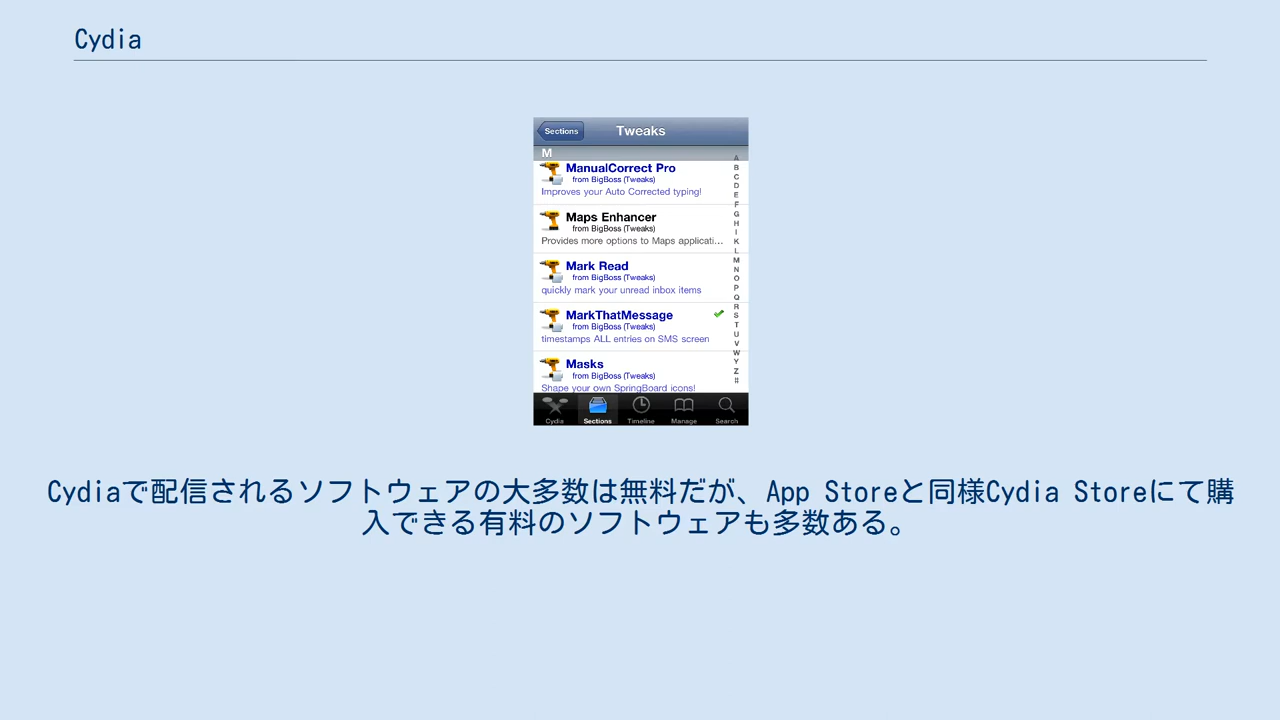 Cydia
Sections
Tweaks
M
ManualCorrect Pro
from BigBoss (Tweaks)
Improves your Auto Corrected typing!
Maps Enhancer
from BigBoss (Tweaks)
Provides more options to Maps applicati...
Mark Read
from BigBoss (Tweaks)
quickly mark your unread inbox items
MarkThatMessage
from BigBoss (Tweaks)
timestamps ALL entries on SMS screen
Masks
from BigBoss (Tweaks)
Shape your own SpringBoard icons!
A
B
C
D
E
F
G
H
I
K
L
M
N
O
P
Q
R
S
T
U
V
W
Y
Z
#
Cydia
Sections
Timeline
Manage
Search
Cydiaで配信されるソフトウェアの大多数は無料だが、App Storeと同様Cydia Storeにて購
入できる有料のソフトウェアも多数ある。